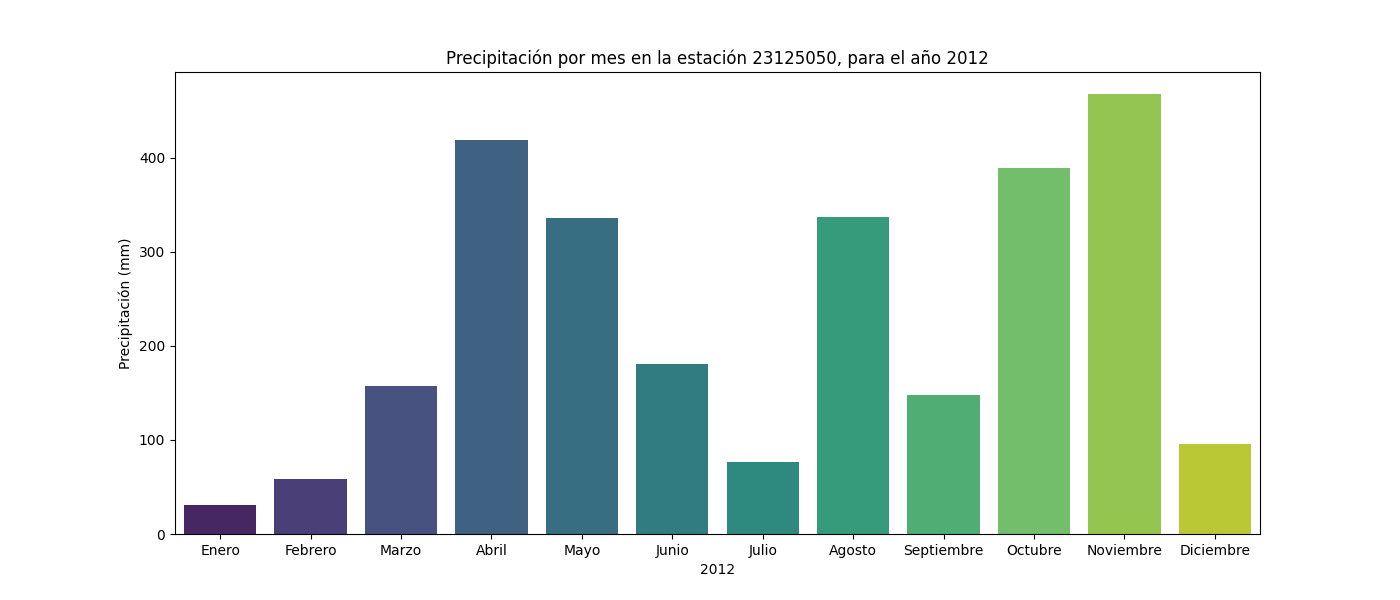 Precipitación por mes en la estación 23125050, para el año 2012
Precipitación (mm)
400
300
200
100
0
Enero Febrero Marzo Abril Mayo Junio Julio Agosto Septiembre Octubre Noviembre Diciembre
2012